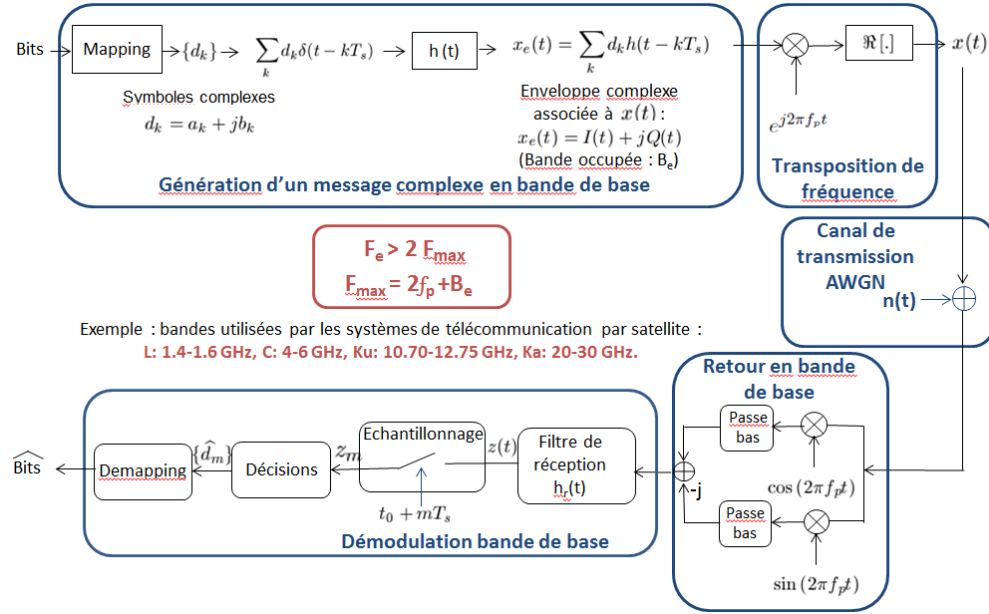 Bits
Mapping
{d_k}
∑_k d_k δ(t − kT_s)
h (t)
x_e(t) = ∑_k d_k h(t − kT_s)
ℜ[.]
x(t)
Symboles complexes
d_k = a_k + jb_k
Enveloppe complexe
associée à x(t) :
x_e(t) = I(t) + jQ(t)
(Bande occupée : B_e)
e^{j2πf_p t}
Génération d'un message complexe en bande de base
Transposition de
fréquence
F_e > 2 F_max
F_max = 2f_p +B_e
Canal de
transmission
AWGN
n(t)
Exemple : bandes utilisées par les systèmes de télécommunication par satellite :
L: 1.4-1.6 GHz, C: 4-6 GHz, Ku: 10.70-12.75 GHz, Ka: 20-30 GHz.
Retour en bande
de base
Passe
bas
cos (2πf_p t)
-j
Passe
bas
sin (2πf_p t)
Bits
Demapping
{d̂_m}
Décisions
z_m
Echantillonnage
t_0 + mT_s
z(t)
Filtre de
réception
h_r(t)
Démodulation bande de base